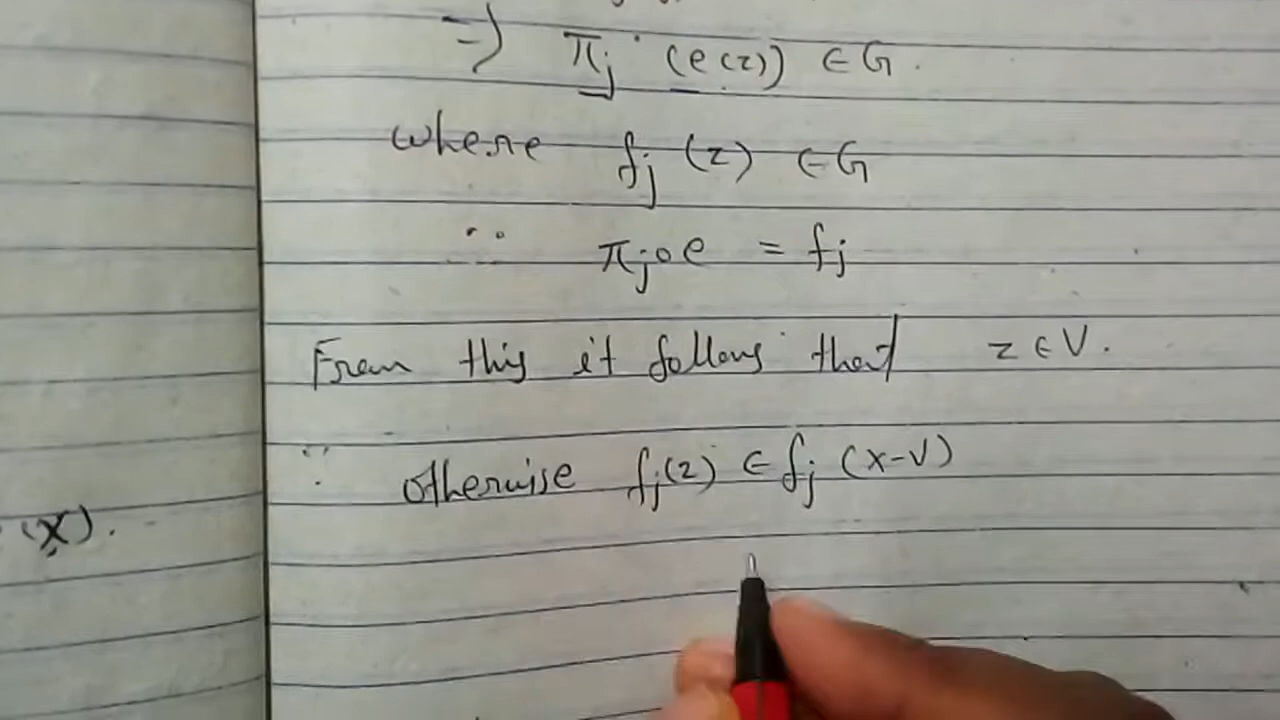 => πj (e(z)) ∈ G.
where fj (z) ∈ G
∴ πj∘e = fj
From this it follows that z ∈ V.
∵ otherwise fj(z) ∈ fj (X-V)
(X).